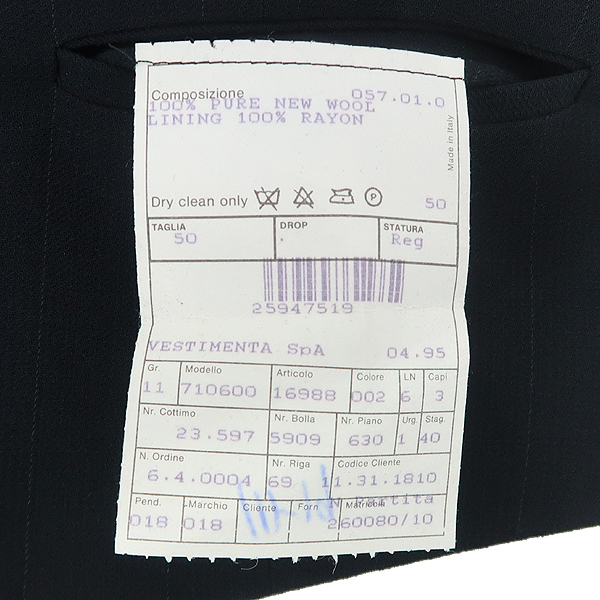 Composizione 057.01.0
100% PURE NEW WOOL
LINING 100% RAYON
Made in Italy
Dry clean only P 50
TAGLIA DROP STATURA
50 . Reg
25947519
VESTIMENTA SpA 04.95
Gr. Modello Articolo Colore LN Capi
11 710600 16988 002 6 3
Nr. Cottimo Nr. Bolla Nr. Piano Urg. Stag.
23.597 5909 630 1 40
N. Ordine Nr. Riga Codice Cliente
6.4.0004 69 11.31.1810
N.Partita
Pend. Marchio Cliente Forn Matricola
018 018 260080/10